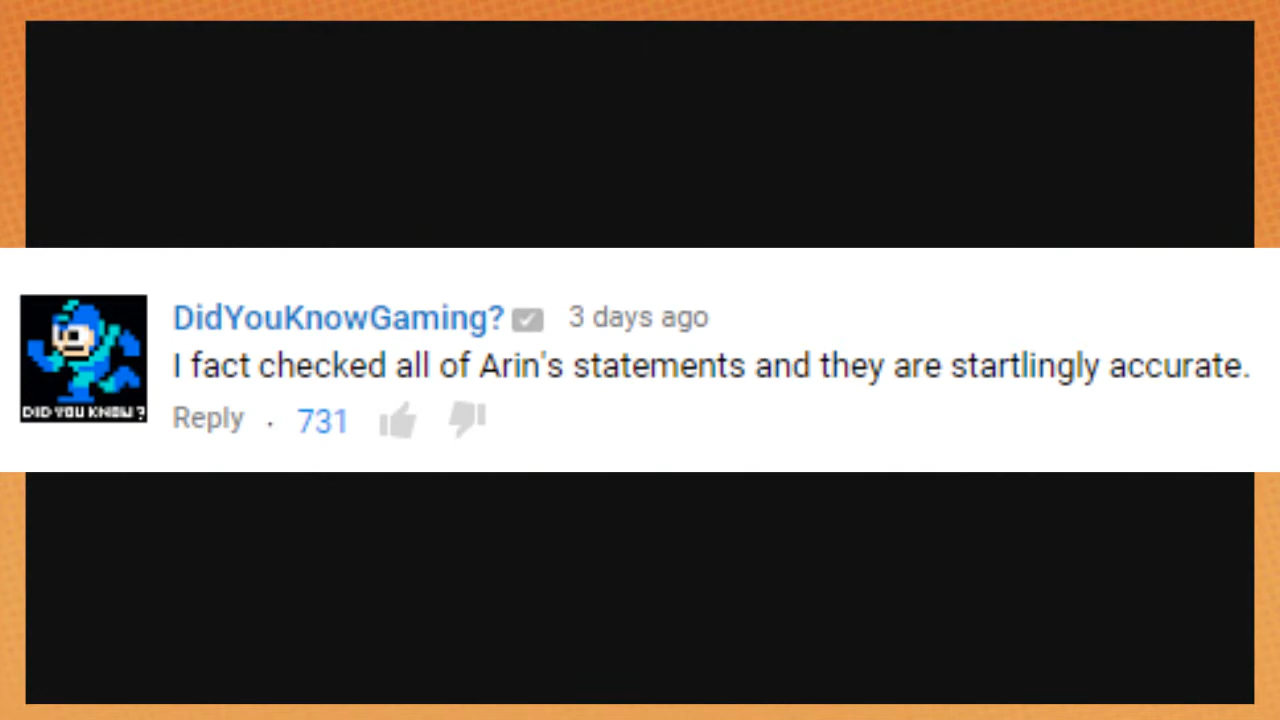 DidYouKnowGaming? 3 days ago
I fact checked all of Arin's statements and they are startlingly accurate.
DID YOU KNOW?
Reply · 731